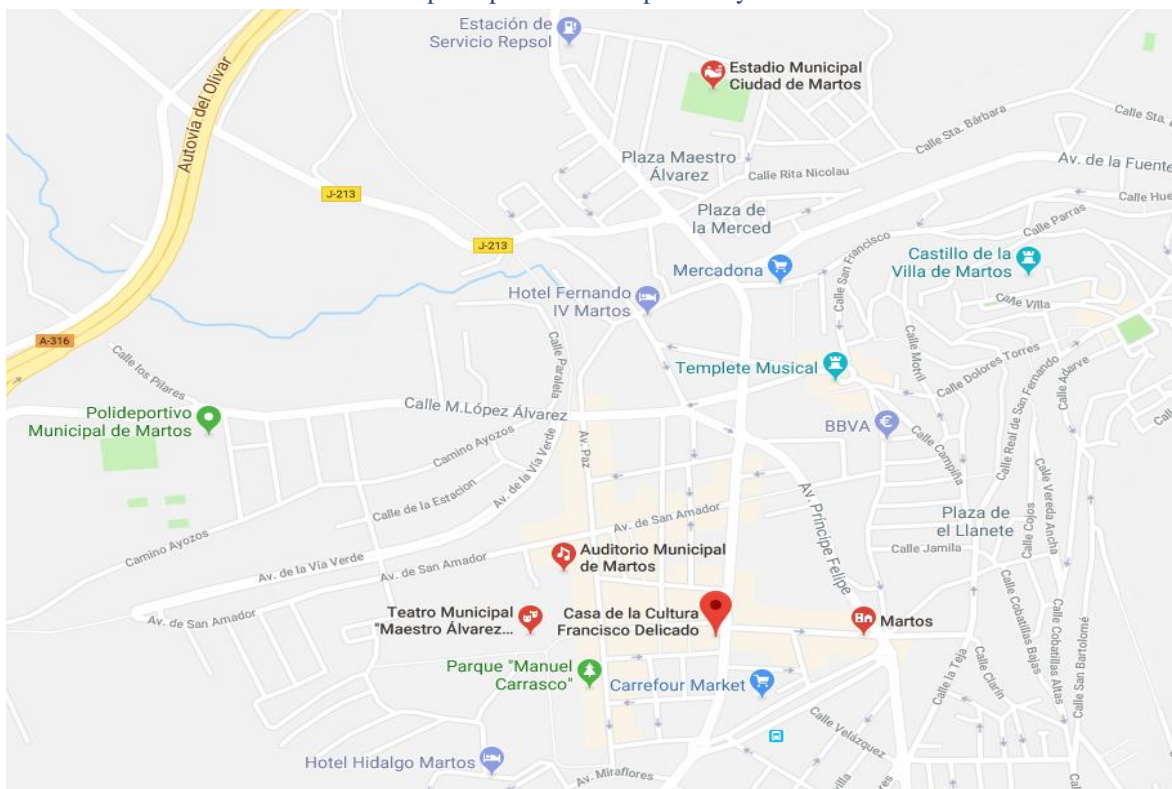 Estación de
Servicio Repsol
Estadio Municipal
Ciudad de Martos
Autovía del Olivar
Calle Sta. Bárbara
Calle Sta.
Plaza Maestro
Álvarez
Calle Rita Nicolau
Av. de la Fuente
J-213
Calle Hue
Plaza de
la Merced
J-213
Calle Parras
Calle San Francisco
Castillo de la
Villa de Martos
Mercadona
Hotel Fernando
IV Martos
Calle Villa
A-316
Calle los Pilares
Calle Paralela
Calle Motril
Calle Dolores Torres
Calle Adarve
Templete Musical
Calle Real de San Fernando
Calle M.López Álvarez
Polideportivo
Municipal de Martos
BBVA
Camino Ayozos
Av. Paz
Calle Campiña
Av. de la Vía Verde
Calle de la Estacion
Av. Príncipe Felipe
Calle Vereda Ancha
Calle Cojos
Plaza de
el Llanete
Av. de San Amador
Camino Ayozos
Auditorio Municipal
de Martos
Calle Jamila
Av. de la Vía Verde
Av. de San Amador
Av. de San Amador
Teatro Municipal
"Maestro Álvarez...
Casa de la Cultura
Francisco Delicado
Martos
Calle Cobatillas Bajas
Calle Cobatillas Altas
Calle San Bartolomé
Parque "Manuel
Carrasco"
Carrefour Market
Calle la Teja
Calle Clarín
Calle Velázquez
Hotel Hidalgo Martos
Av. Miraflores